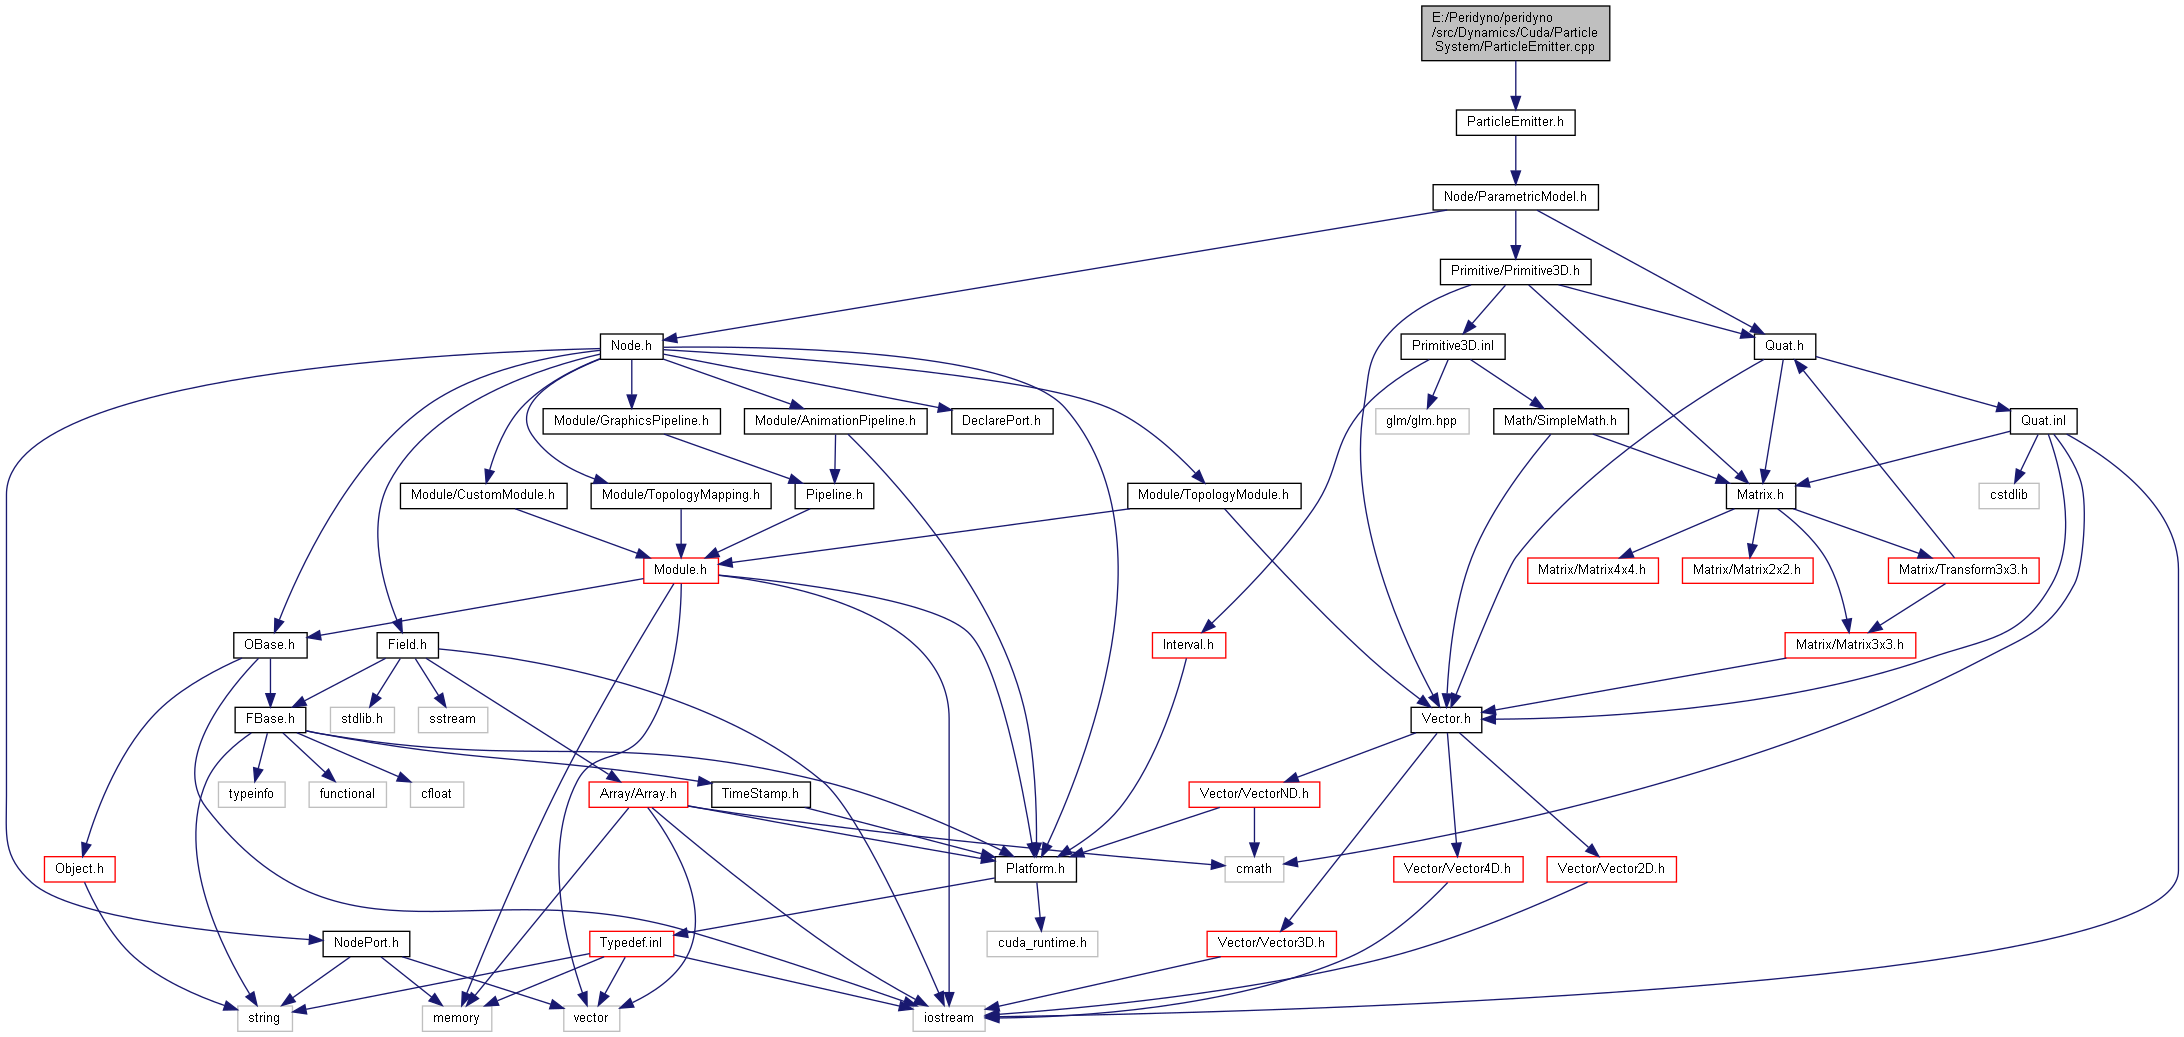 E:/Peridyno/peridyno
/src/Dynamics/Cuda/Particle
System/ParticleEmitter.cpp
ParticleEmitter.h
Node/ParametricModel.h
Primitive/Primitive3D.h
Node.h
Primitive3D.inl
Quat.h
Module/GraphicsPipeline.h
Module/AnimationPipeline.h
DeclarePort.h
glm/glm.hpp
Math/SimpleMath.h
Quat.inl
Module/CustomModule.h
Module/TopologyMapping.h
Pipeline.h
Module/TopologyModule.h
Matrix.h
cstdlib
Module.h
Matrix/Matrix4x4.h
Matrix/Matrix2x2.h
Matrix/Transform3x3.h
OBase.h
Field.h
Interval.h
Matrix/Matrix3x3.h
FBase.h
stdlib.h
sstream
Vector.h
typeinfo
functional
cfloat
Array/Array.h
TimeStamp.h
Vector/VectorND.h
Object.h
Platform.h
cmath
Vector/Vector4D.h
Vector/Vector2D.h
NodePort.h
Typedef.inl
cuda_runtime.h
Vector/Vector3D.h
string
memory
vector
iostream